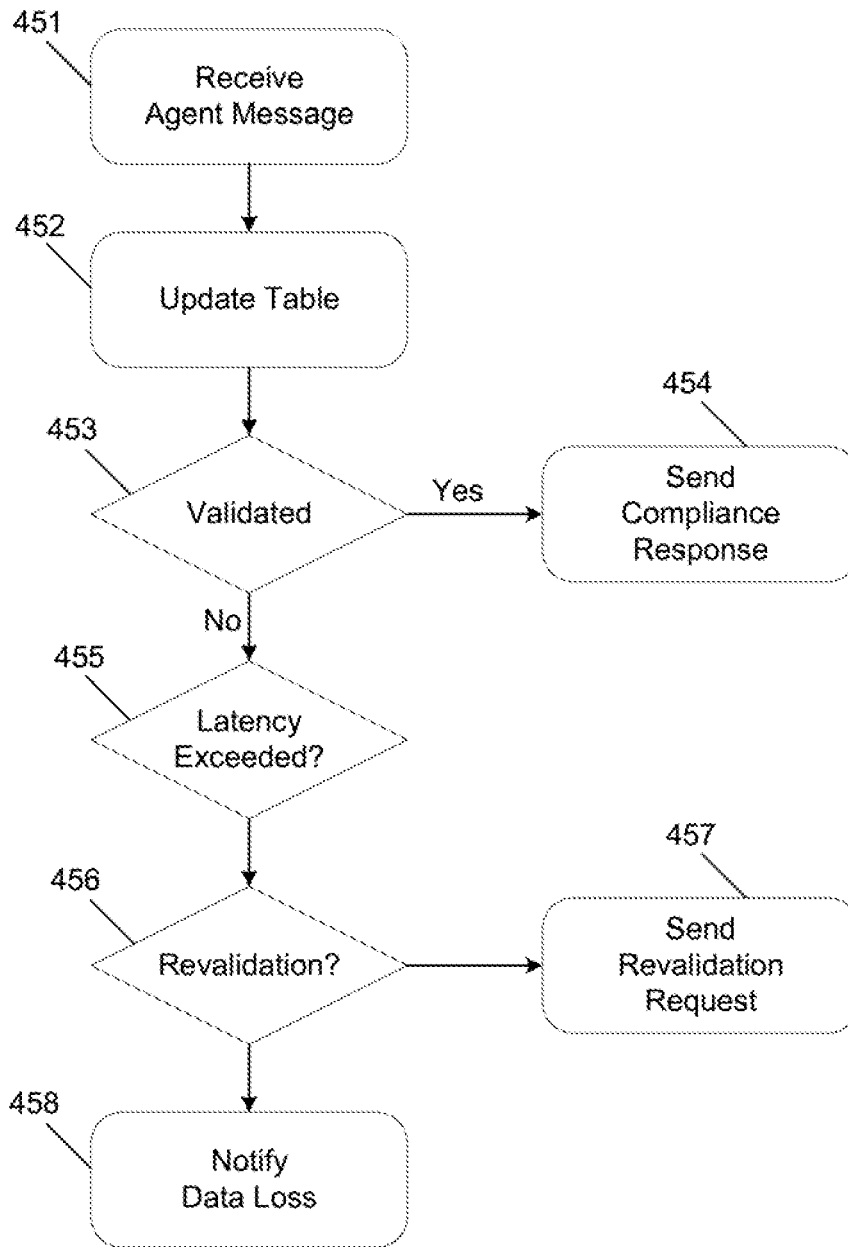 451
Receive
Agent Message
452
Update Table
453
Validated
Yes
454
Send
Compliance
Response
No
455
Latency
Exceeded?
456
Revalidation?
457
Send
Revalidation
Request
458
Notify
Data Loss